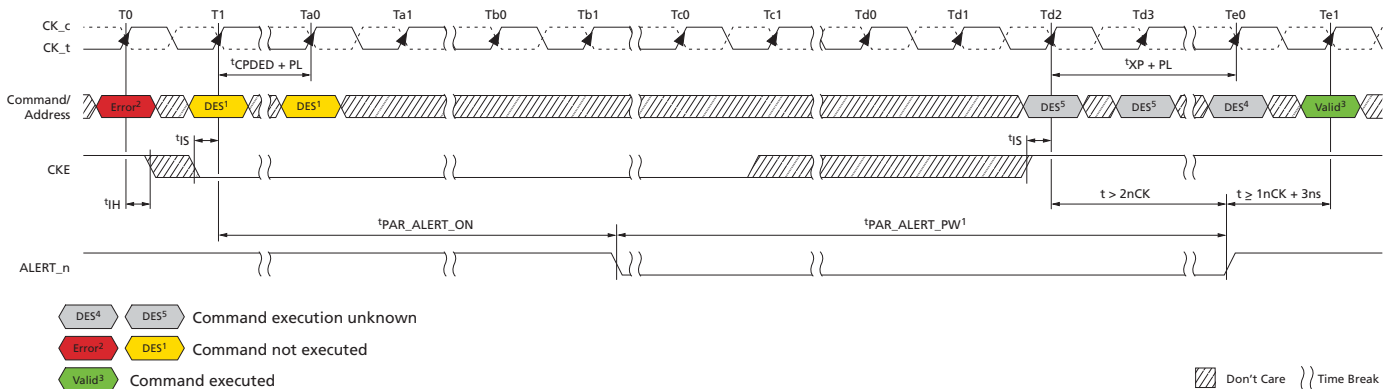 T0 T1 Ta0 Ta1 Tb0 Tb1 Tc0 Tc1 Td0 Td1 Td2 Td3 Te0 Te1
CK_c
CK_t
tCPDED + PL
tXP + PL
Command/
Address
Error2 DES1 DES1 DES5 DES5 DES4 Valid3
tIS tIS
CKE
tIH
t > 2nCK t ≥ 1nCK + 3ns
tPAR_ALERT_ON tPAR_ALERT_PW1
ALERT_n
DES4 DES5 Command execution unknown
Error2 DES1 Command not executed
Valid3 Command executed
Don't Care Time Break